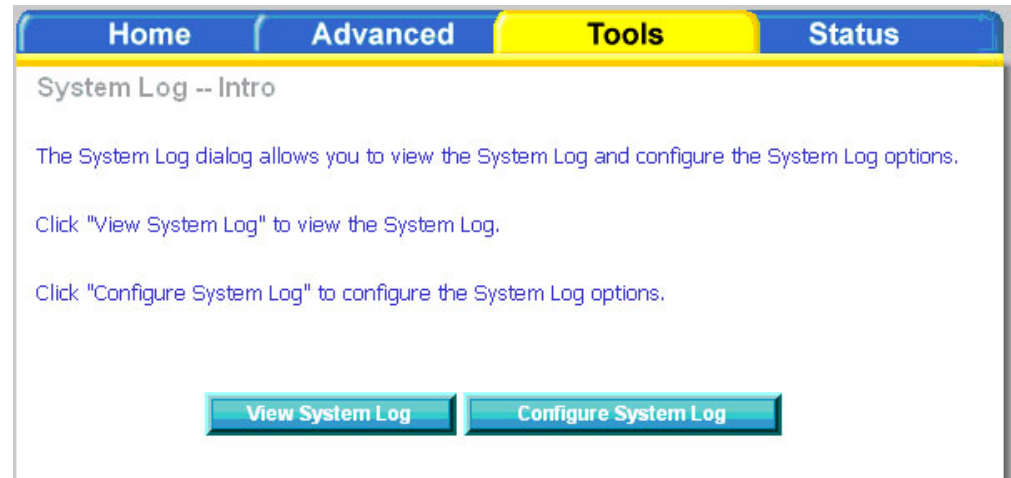 Home Advanced Tools Status
System Log -- Intro
The System Log dialog allows you to view the System Log and configure the System Log options.
Click "View System Log" to view the System Log.
Click "Configure System Log" to configure the System Log options.
View System Log Configure System Log